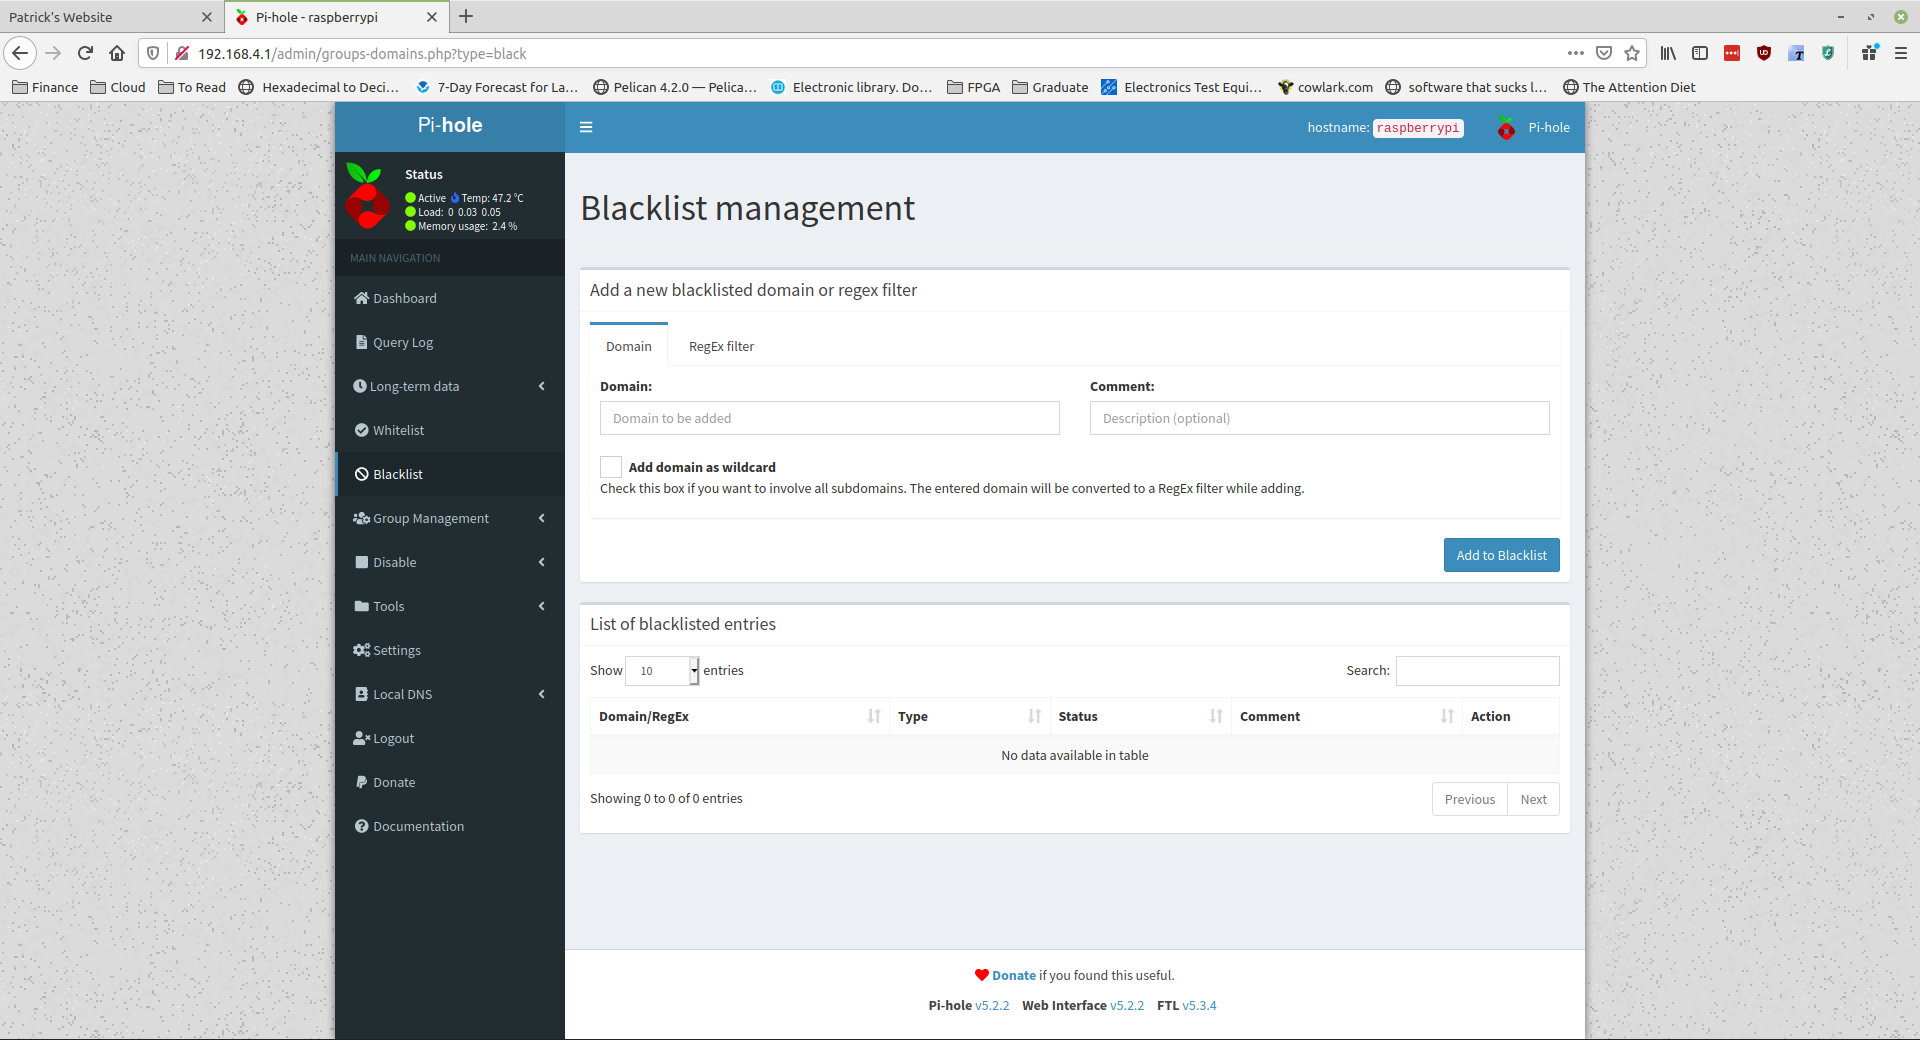 Patrick's Website
Pi-hole - raspberrypi
192.168.4.1/admin/groups-domains.php?type=black
Finance Cloud To Read Hexadecimal to Deci... 7-Day Forecast for La... Pelican 4.2.0 — Pelica... Electronic library. Do... FPGA Graduate Electronics Test Equi... cowlark.com software that sucks l... The Attention Diet
Pi-hole
hostname: raspberrypi Pi-hole
Status
Active Temp: 47.2 °C
Load: 0 0.03 0.05
Memory usage: 2.4 %
MAIN NAVIGATION
Dashboard
Query Log
Long-term data
Whitelist
Blacklist
Group Management
Disable
Tools
Settings
Local DNS
Logout
Donate
Documentation
Blacklist management
Add a new blacklisted domain or regex filter
Domain RegEx filter
Domain: Comment:
Domain to be added Description (optional)
Add domain as wildcard
Check this box if you want to involve all subdomains. The entered domain will be converted to a RegEx filter while adding.
Add to Blacklist
List of blacklisted entries
Show 10 entries Search:
Domain/RegEx Type Status Comment Action
No data available in table
Showing 0 to 0 of 0 entries Previous Next
Donate if you found this useful.
Pi-hole v5.2.2 Web Interface v5.2.2 FTL v5.3.4